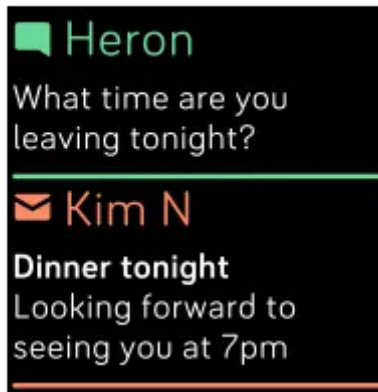 Heron
What time are you
leaving tonight?
Kim N
Dinner tonight
Looking forward to
seeing you at 7pm